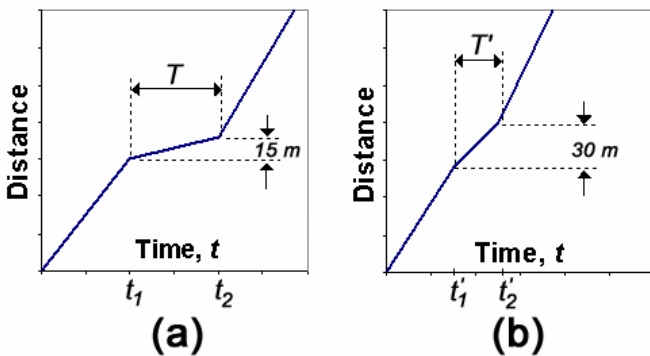 T
15 m
Distance
Time, t
t1
t2
(a)
T'
30 m
Distance
Time, t
t'1
t'2
(b)